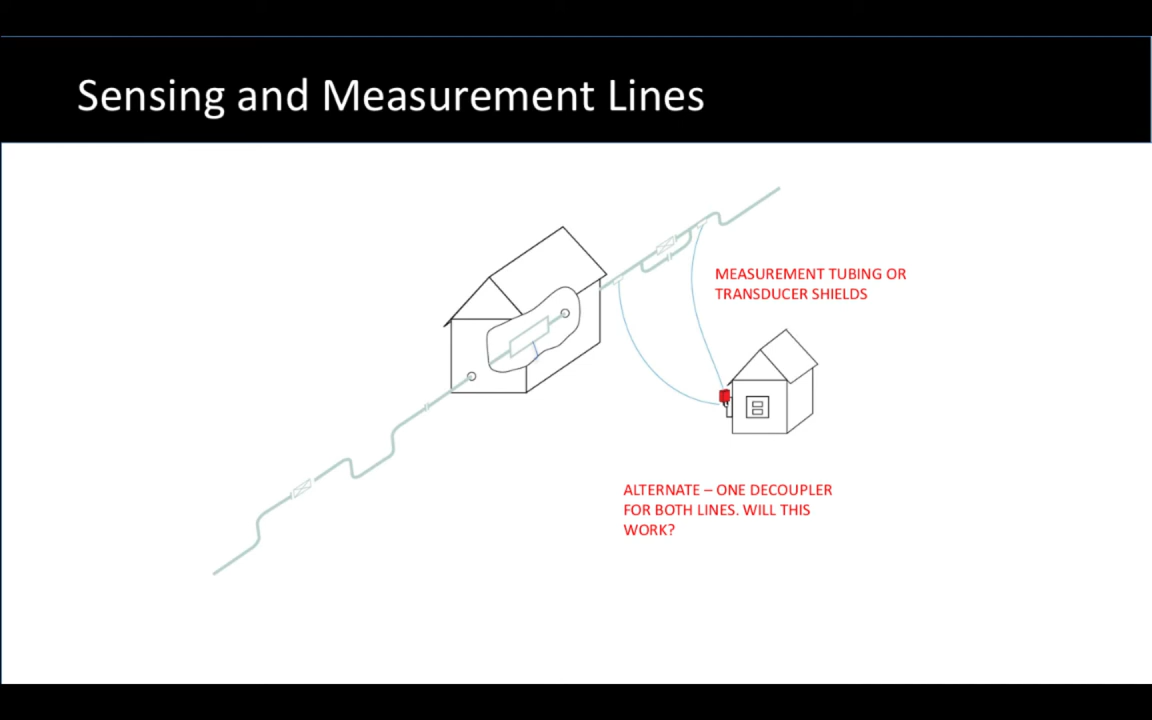 Sensing and Measurement Lines
MEASUREMENT TUBING OR
TRANSDUCER SHIELDS
ALTERNATE – ONE DECOUPLER
FOR BOTH LINES. WILL THIS
WORK?